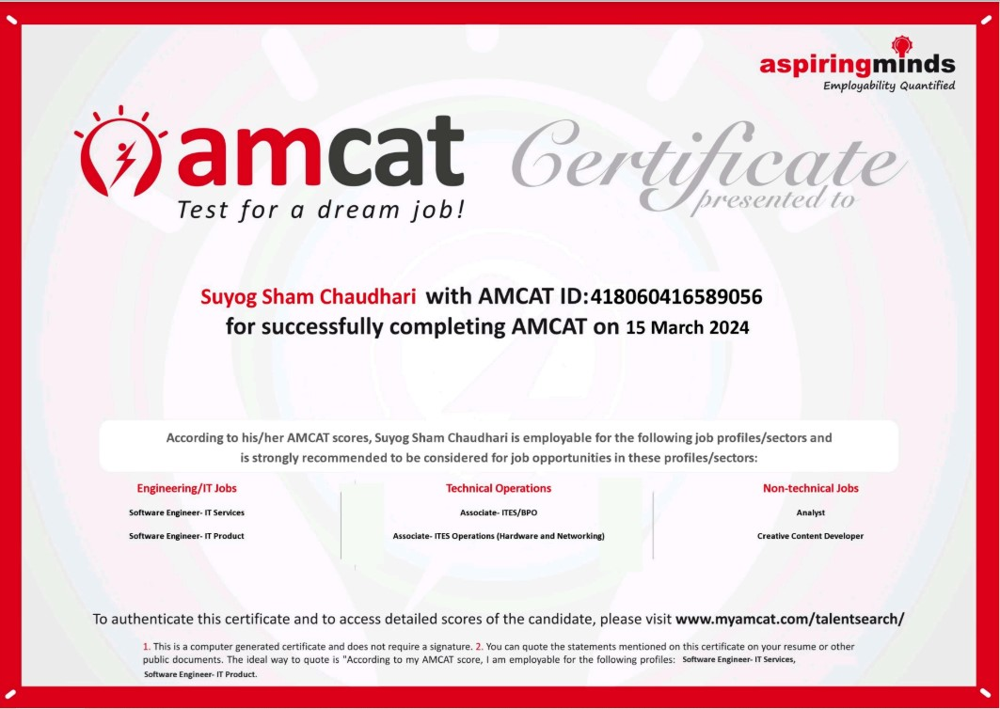 aspiringminds
Employability Quantified
amcat
Test for a dream job!
Certificate
presented to
Suyog Sham Chaudhari with AMCAT ID:418060416589056
for successfully completing AMCAT on 15 March 2024
According to his/her AMCAT scores, Suyog Sham Chaudhari is employable for the following job profiles/sectors and
is strongly recommended to be considered for job opportunities in these profiles/sectors:
Engineering/IT Jobs
Software Engineer- IT Services
Software Engineer- IT Product
Technical Operations
Associate- ITES/BPO
Associate- ITES Operations (Hardware and Networking)
Non-technical Jobs
Analyst
Creative Content Developer
To authenticate this certificate and to access detailed scores of the candidate, please visit www.myamcat.com/talentsearch/
1. This is a computer generated certificate and does not require a signature. 2. You can quote the statements mentioned on this certificate on your resume or other
public documents. The ideal way to quote is "According to my AMCAT score, I am employable for the following profiles: Software Engineer- IT Services,
Software Engineer- IT Product.